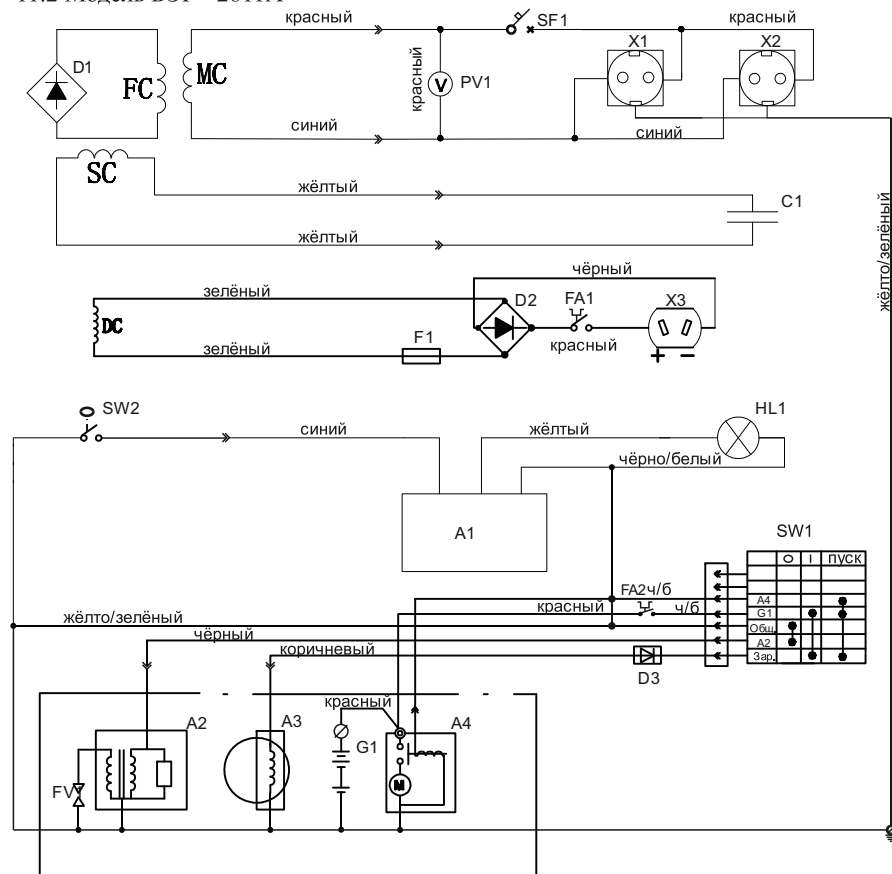 красный
SF1
красный
D1
FC
MC
красный
V
PV1
X1
X2
синий
синий
SC
жёлтый
C1
жёлтый
жёлто/зелёный
чёрный
зелёный
D2
FA1
X3
DC
зелёный
F1
красный
+ −
SW2
синий
жёлтый
HL1
чёрно/белый
A1
SW1
O I пуск
FA2 ч/б
A4
красный
ч/б
G1
жёлто/зелёный
Общ.
чёрный
A2
коричневый
Зар.
D3
красный
A2
A3
G1
A4
FV1
M